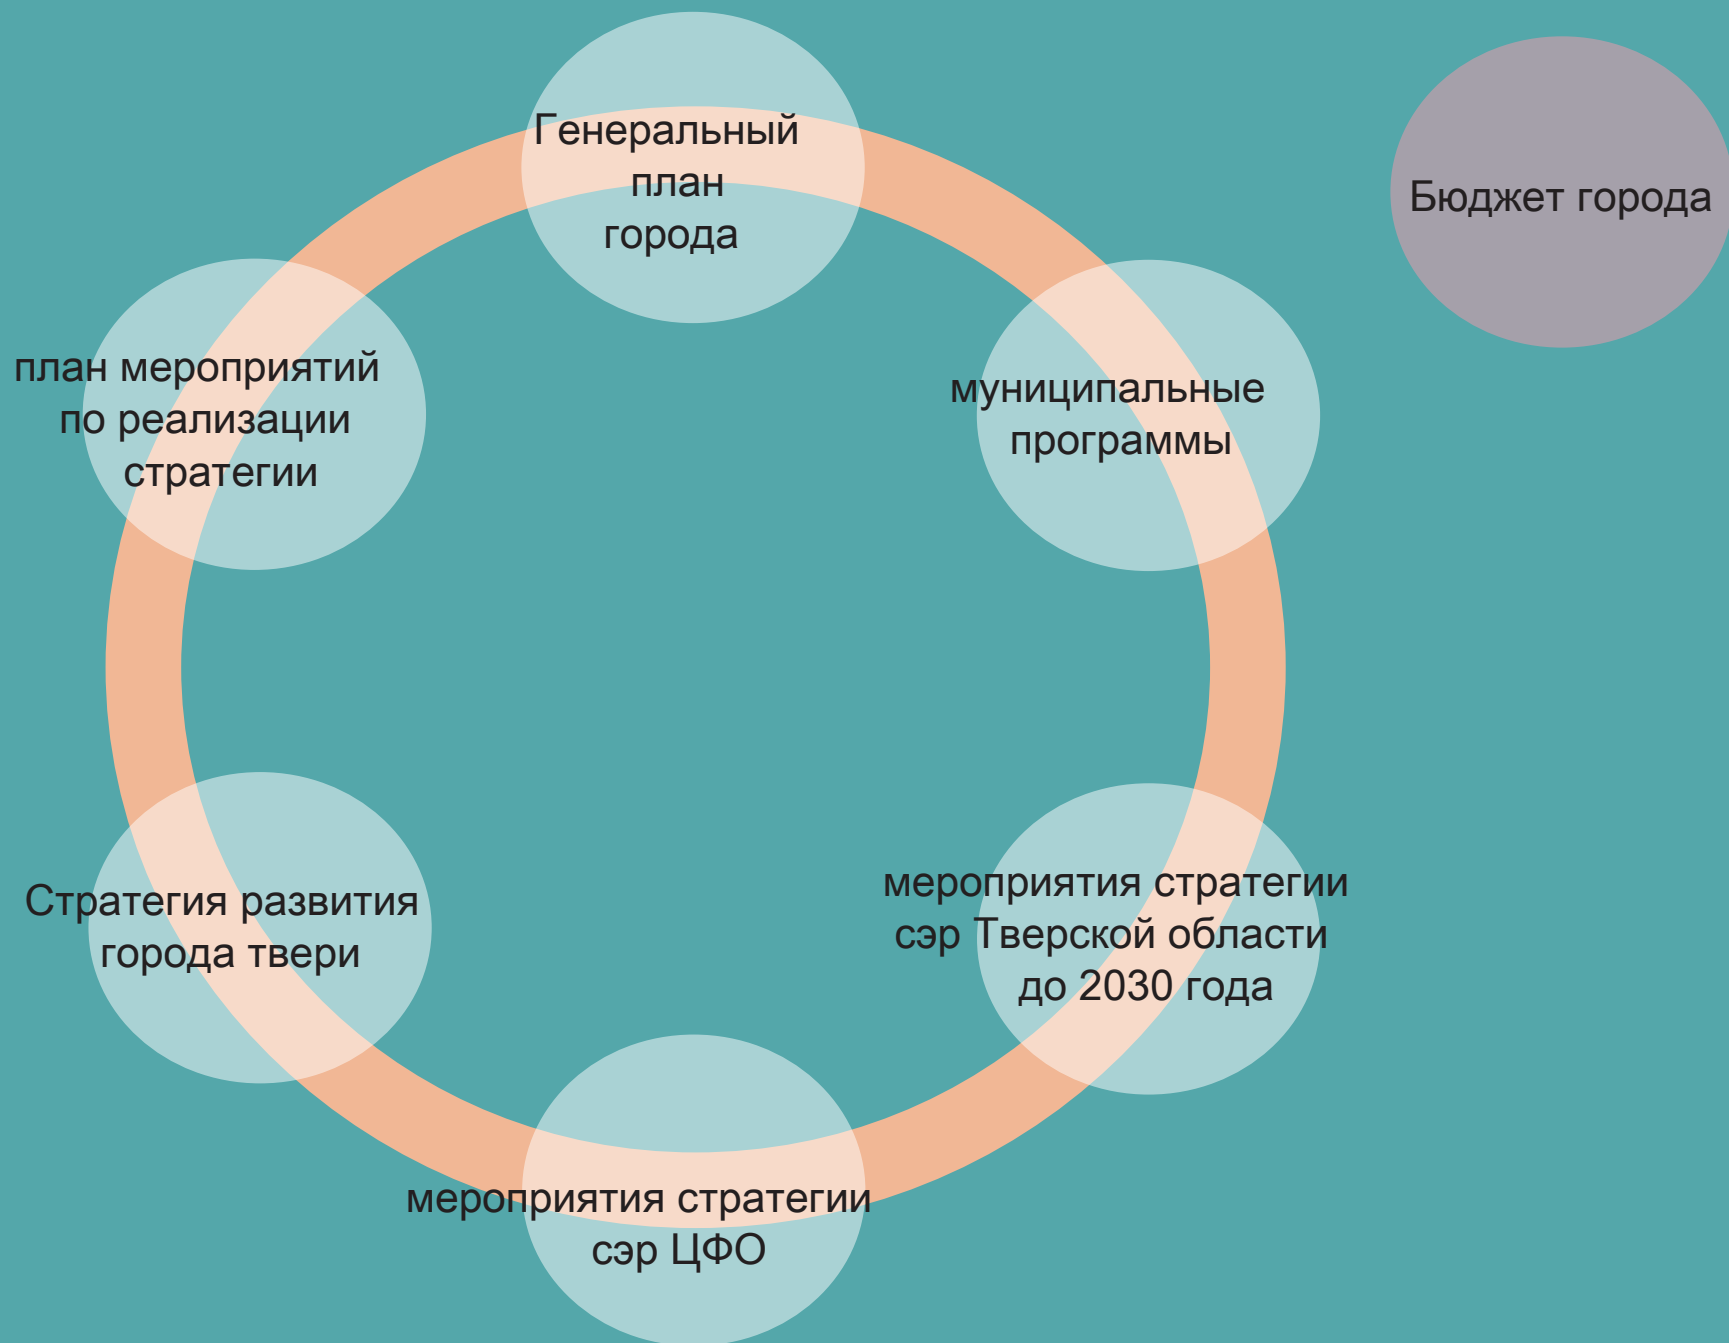 Генеральный
план
города
Бюджет города
план мероприятий
по реализации
стратегии
муниципальные
программы
Стратегия развития
города твери
мероприятия стратегии
сэр Тверской области
до 2030 года
мероприятия стратегии
сэр ЦФО